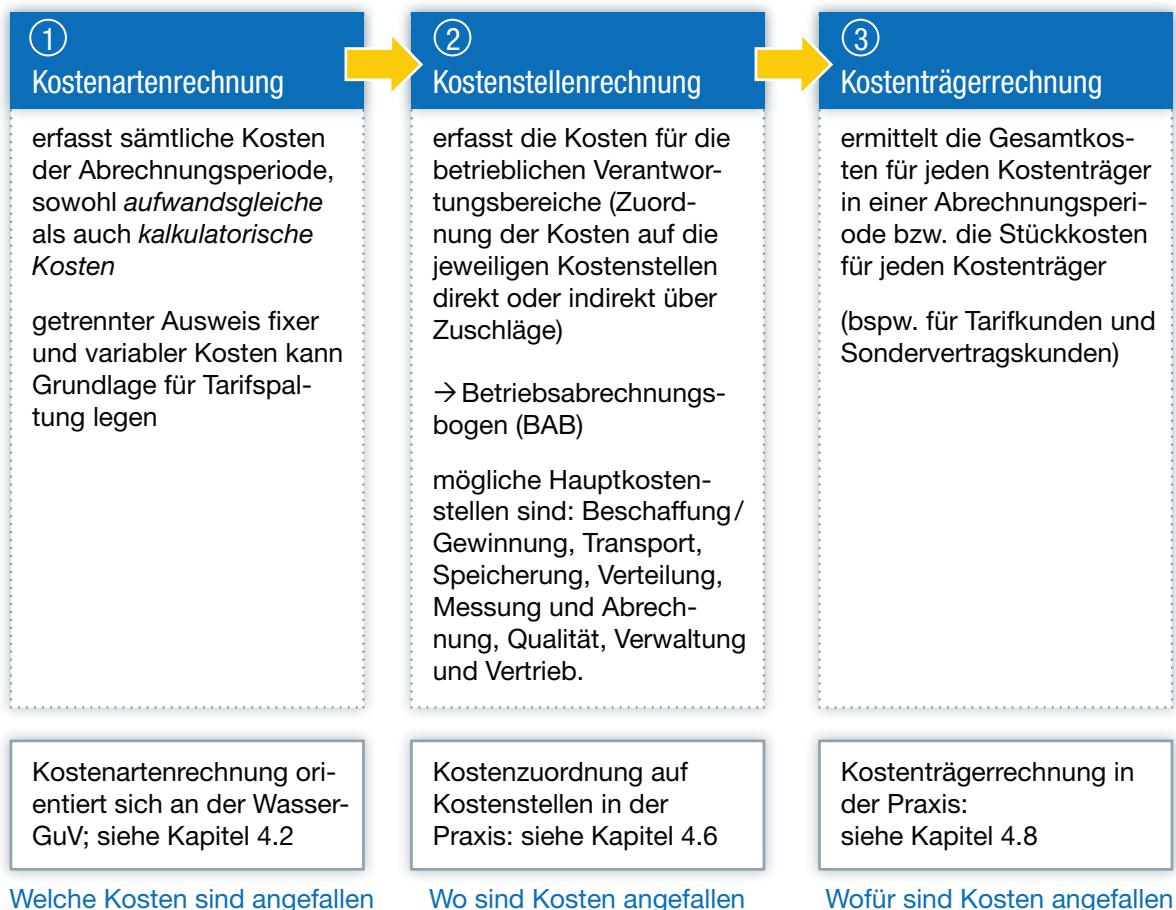 ①
Kostenartenrechnung
erfasst sämtliche Kosten
der Abrechnungsperiode,
sowohl aufwandsgleiche
als auch kalkulatorische
Kosten
getrennter Ausweis fixer
und variabler Kosten kann
Grundlage für Tarifspal-
tung legen
Kostenartenrechnung ori-
entiert sich an der Wasser-
GuV; siehe Kapitel 4.2
Welche Kosten sind angefallen
②
Kostenstellenrechnung
erfasst die Kosten für die
betrieblichen Verantwor-
tungsbereiche (Zuord-
nung der Kosten auf die
jeweiligen Kostenstellen
direkt oder indirekt über
Zuschläge)
→ Betriebsabrechnungs-
bogen (BAB)
mögliche Hauptkosten-
stellen sind: Beschaffung/
Gewinnung, Transport,
Speicherung, Verteilung,
Messung und Abrech-
nung, Qualität, Verwaltung
und Vertrieb.
Kostenzuordnung auf
Kostenstellen in der
Praxis: siehe Kapitel 4.6
Wo sind Kosten angefallen
③
Kostenträgerrechnung
ermittelt die Gesamtkos-
ten für jeden Kostenträger
in einer Abrechnungsperi-
ode bzw. die Stückkosten
für jeden Kostenträger
(bspw. für Tarifkunden und
Sondervertragskunden)
Kostenträgerrechnung in
der Praxis:
siehe Kapitel 4.8
Wofür sind Kosten angefallen